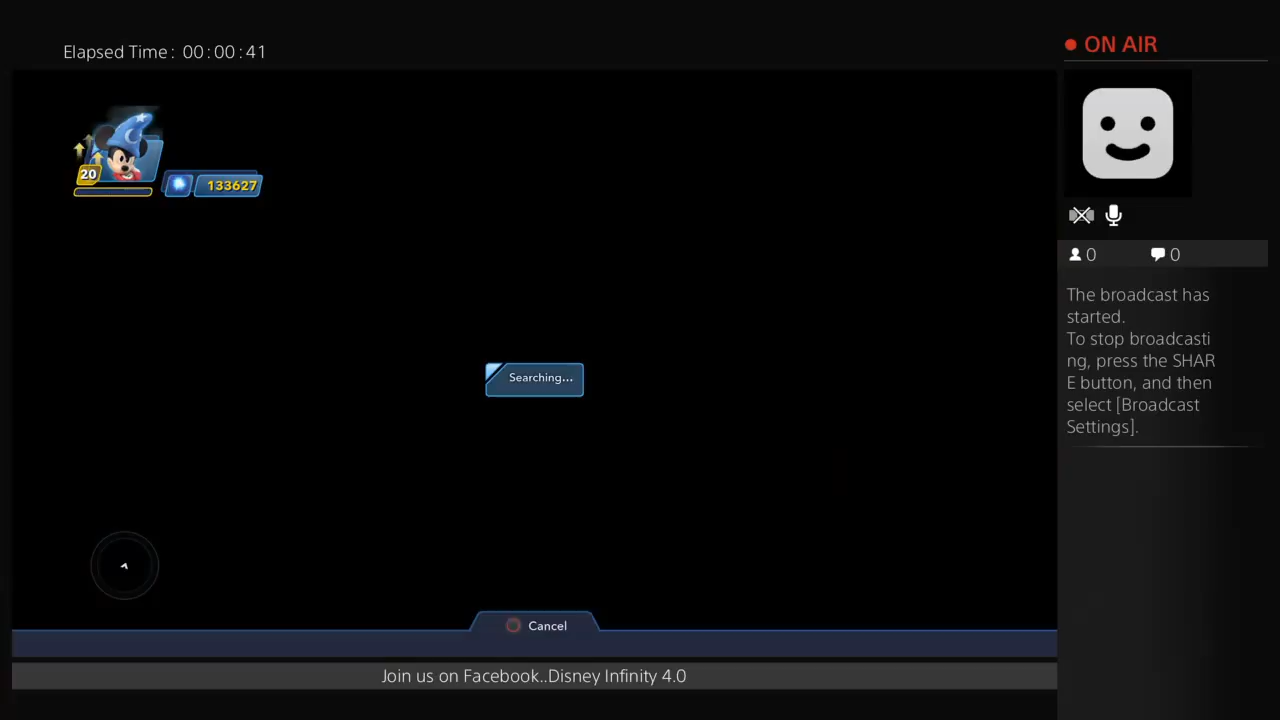 Elapsed Time: 00:00:41
ON AIR
20
133627
0 0
The broadcast has
started.
To stop broadcasti
ng, press the SHAR
E button, and then
select [Broadcast
Settings].
Searching...
Cancel
Join us on Facebook..Disney Infinity 4.0